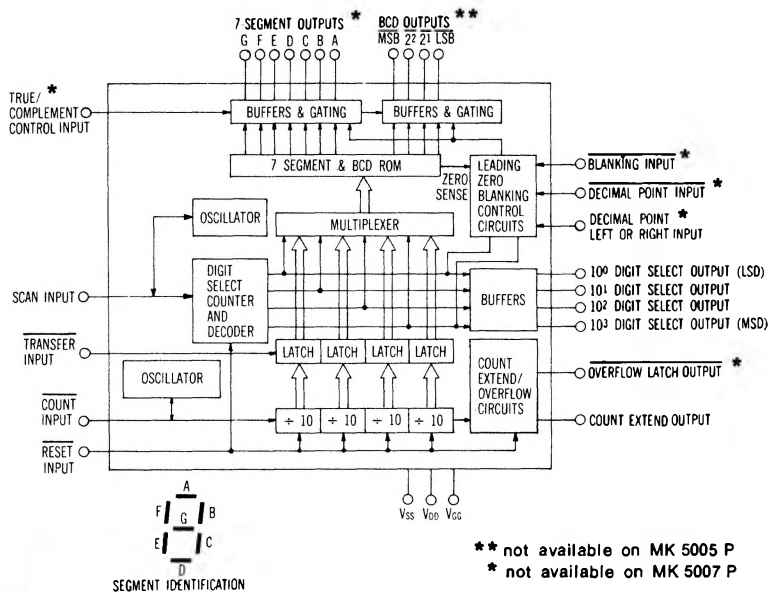 7 SEGMENT OUTPUTS *
G F E D C B A
BCD OUTPUTS **
MSB 2² 2¹ LSB
TRUE/
COMPLEMENT
CONTROL INPUT
*
BUFFERS & GATING
BUFFERS & GATING
7 SEGMENT & BCD ROM
ZERO
SENSE
LEADING
ZERO
BLANKING
CONTROL
CIRCUITS
BLANKING INPUT *
DECIMAL POINT INPUT *
DECIMAL POINT *
LEFT OR RIGHT INPUT
OSCILLATOR
MULTIPLEXER
SCAN INPUT
DIGIT
SELECT
COUNTER
AND
DECODER
BUFFERS
10⁰ DIGIT SELECT OUTPUT (LSD)
10¹ DIGIT SELECT OUTPUT
10² DIGIT SELECT OUTPUT
10³ DIGIT SELECT OUTPUT (MSD)
TRANSFER
INPUT
LATCH LATCH LATCH LATCH
OSCILLATOR
COUNT
EXTEND/
OVERFLOW
CIRCUITS
OVERFLOW LATCH OUTPUT *
COUNT
INPUT
÷ 10 ÷ 10 ÷ 10 ÷ 10
COUNT EXTEND OUTPUT
RESET
INPUT
VSS VDD VGG
A
F B
G
E C
D
SEGMENT IDENTIFICATION
** not available on MK 5005 P
* not available on MK 5007 P